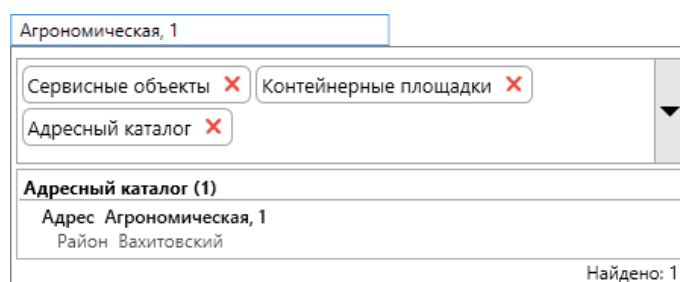 Агрономическая, 1
Сервисные объекты Контейнерные площадки
Адресный каталог
Адресный каталог (1)
Адрес Агрономическая, 1
Район Вахитовский
Найдено: 1